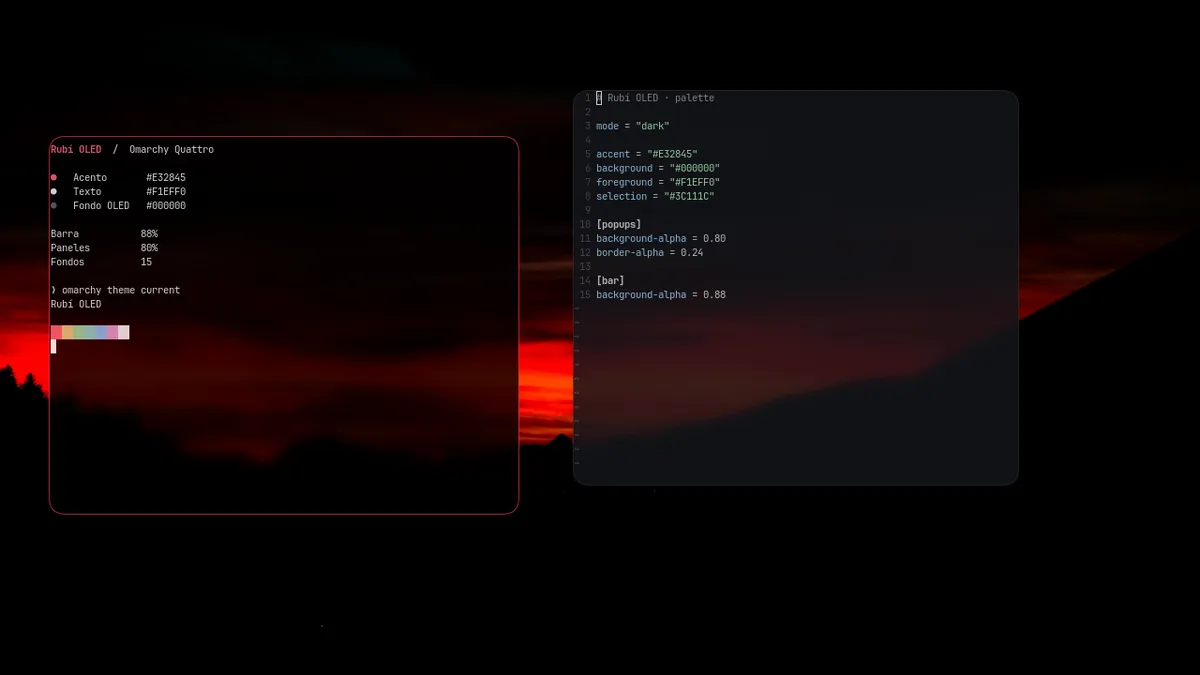 Rubí OLED / Omarchy Quattro
● Acento #E32845
● Texto #F1EFF0
● Fondo OLED #000000
Barra 88%
Paneles 80%
Fondos 15
❯ omarchy theme current
Rubí OLED
1 # Rubí OLED · palette
2
3 mode = "dark"
4
5 accent = "#E32845"
6 background = "#000000"
7 foreground = "#F1EFF0"
8 selection = "#3C111C"
9
10 [popups]
11 background-alpha = 0.80
12 border-alpha = 0.24
13
14 [bar]
15 background-alpha = 0.88
~
~
~
~
~
~
~
~
~
~
~
~